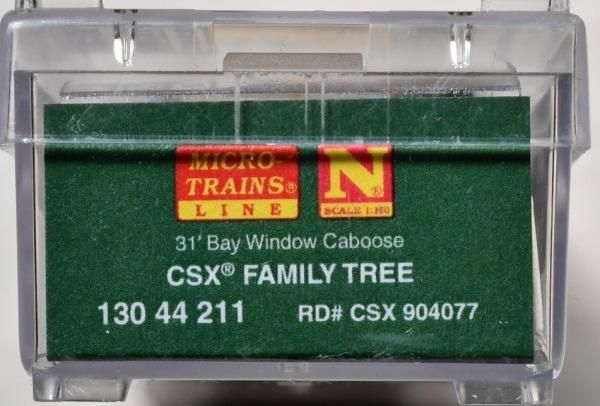 MICRO-
TRAINS®
LINE
N®
SCALE 1:160
31' Bay Window Caboose
CSX® FAMILY TREE
130 44 211 RD# CSX 904077